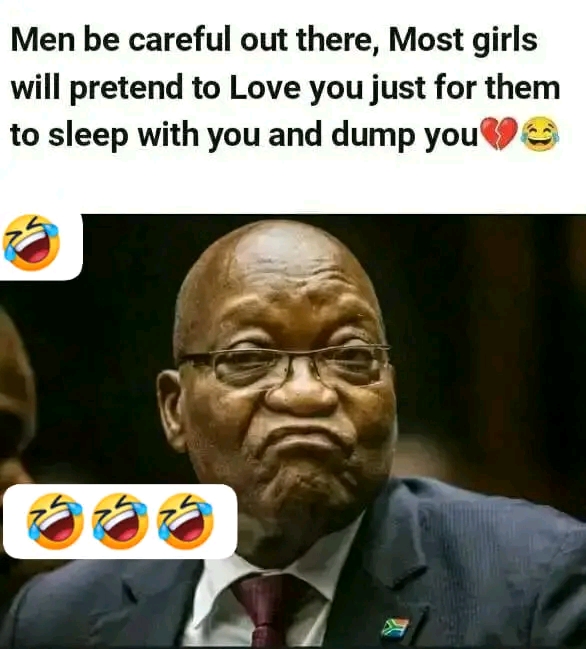 Men be careful out there, Most girls
will pretend to Love you just for them
to sleep with you and dump you💔😂